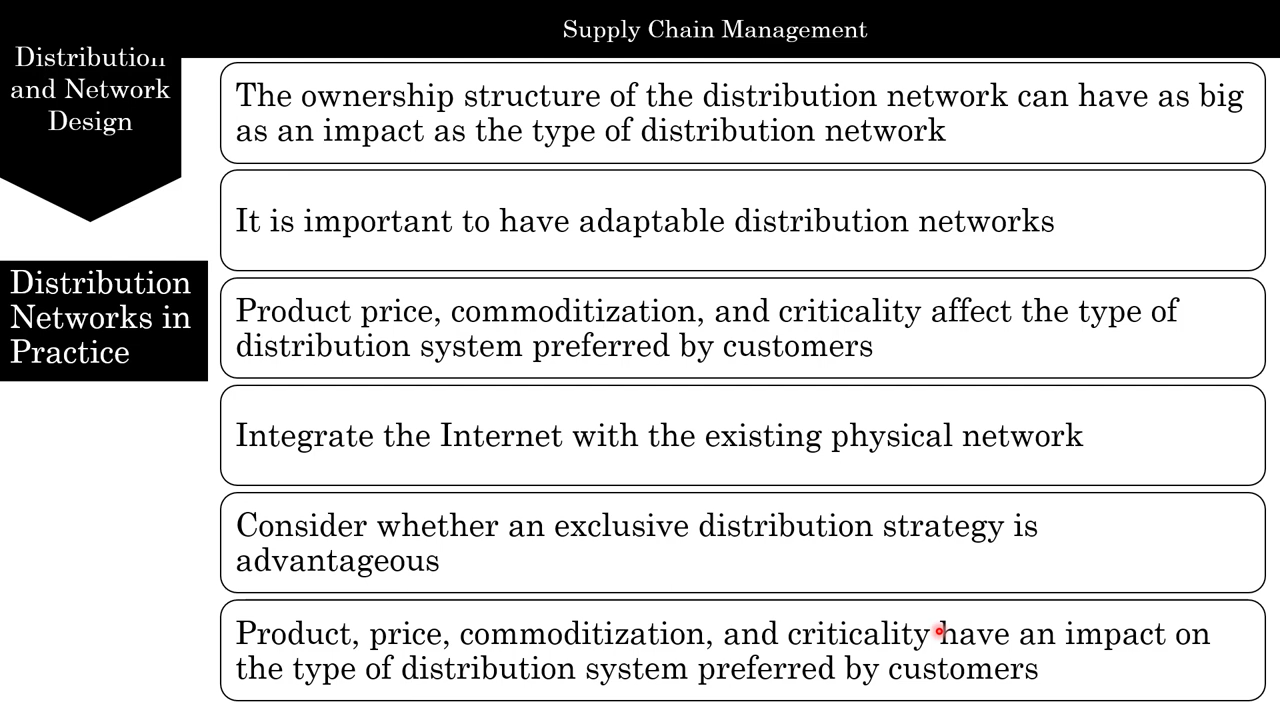 Supply Chain Management
Distribution
and Network
Design
The ownership structure of the distribution network can have as big
as an impact as the type of distribution network
It is important to have adaptable distribution networks
Distribution
Networks in
Practice
Product price, commoditization, and criticality affect the type of
distribution system preferred by customers
Integrate the Internet with the existing physical network
Consider whether an exclusive distribution strategy is
advantageous
Product, price, commoditization, and criticality have an impact on
the type of distribution system preferred by customers